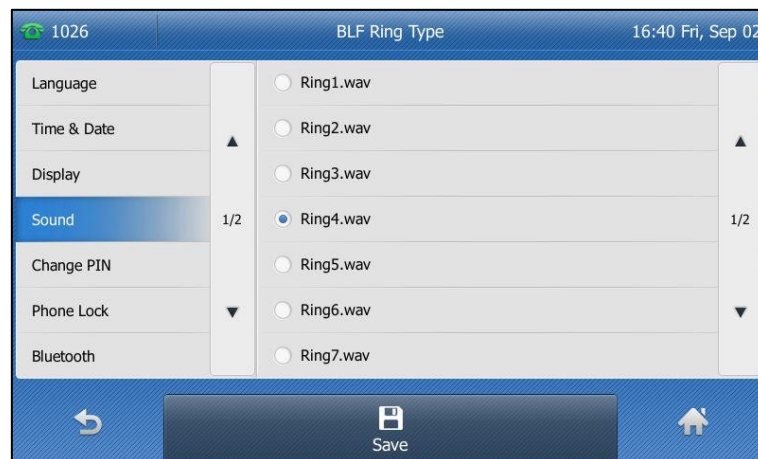 1026 BLF Ring Type 16:40 Fri, Sep 02
Language
Time & Date
Display
Sound
Change PIN
Phone Lock
Bluetooth
1/2
Ring1.wav
Ring2.wav
Ring3.wav
Ring4.wav
Ring5.wav
Ring6.wav
Ring7.wav
1/2
Save